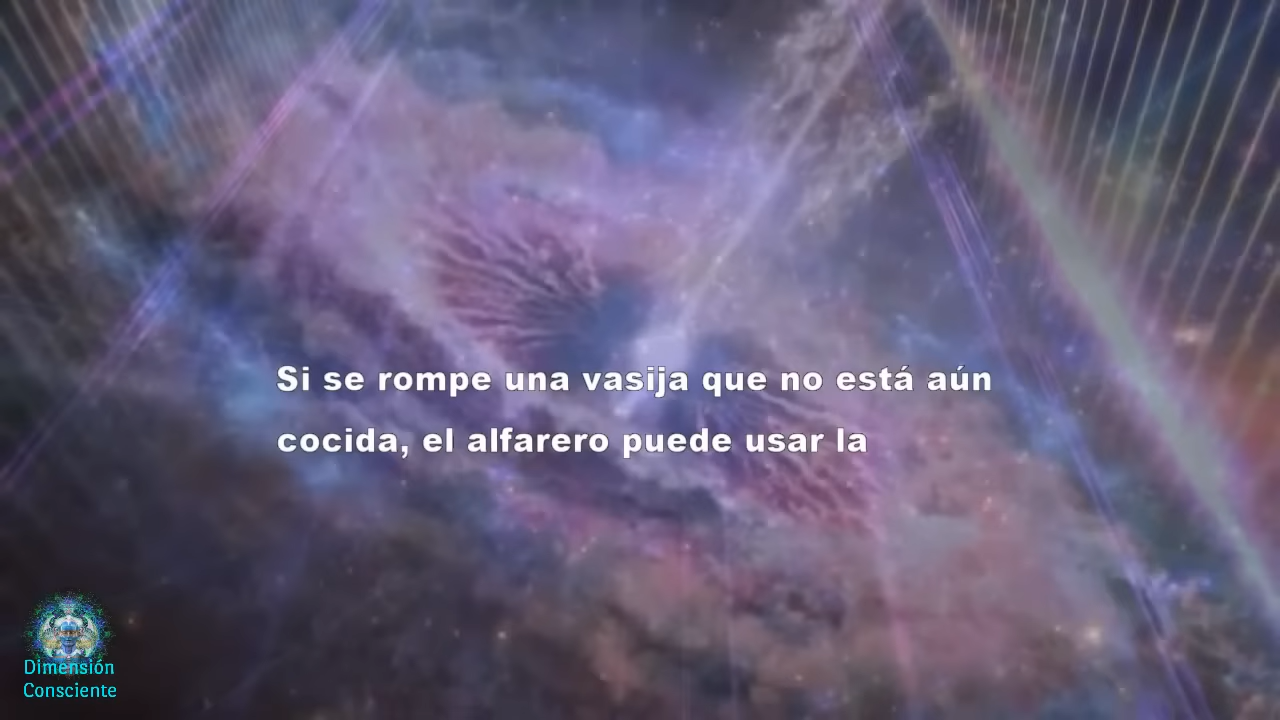 Si se rompe una vasija que no está aún
cocida, el alfarero puede usar la
Dimensión
Consciente